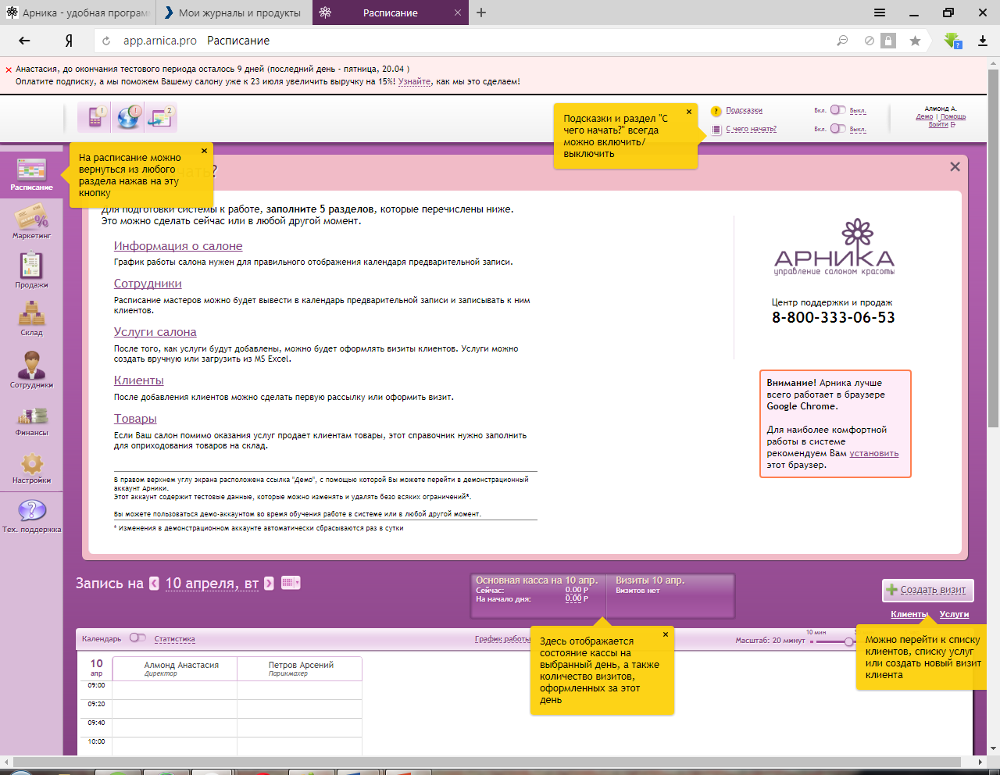 Арника - удобная програм
Мои журналы и продукты
Расписание
Я
app.arnica.pro Расписание
Анастасия, до окончания тестового периода осталось 9 дней (последний день - пятница, 20.04 )
Оплатите подписку, а мы поможем Вашему салону уже к 23 июля увеличить выручку на 15%! Узнайте, как мы это сделаем!
!
!
2
Подсказки и раздел "С
чего начать?" всегда
можно включить/
выключить
? Подсказки
Вкл. Выкл.
С чего начать?
Вкл. Выкл.
Алмонд А.
Демо | Помощь
Выйти
На расписание можно
вернуться из любого
раздела нажав на эту
кнопку
Расписание
Маркетинг
Продажи
Склад
Сотрудники
Финансы
Настройки
Тех. поддержка
Для подготовки системы к работе, заполните 5 разделов, которые перечислены ниже.
Это можно сделать сейчас или в любой другой момент.
Информация о салоне
График работы салона нужен для правильного отображения календаря предварительной записи.
Сотрудники
Расписание мастеров можно будет вывести в календарь предварительной записи и записывать к ним
клиентов.
Услуги салона
После того, как услуги будут добавлены, можно будет оформлять визиты клиентов. Услуги можно
создать вручную или загрузить из MS Excel.
Клиенты
После добавления клиентов можно сделать первую рассылку или оформить визит.
Товары
Если Ваш салон помимо оказания услуг продает клиентам товары, этот справочник нужно заполнить
для оприходования товаров на склад.
В правом верхнем углу экрана расположена ссылка "Демо", с помощью которой Вы можете перейти в демонстрационный
аккаунт Арники.
Этот аккаунт содержит тестовые данные, которые можно изменять и удалять безо всяких ограничений*.
Вы можете пользоваться демо-аккаунтом во время обучения работе в системе или в любой другой момент.
* Изменения в демонстрационном аккаунте автоматически сбрасываются раз в сутки
АРНИКА
управление салоном красоты
Центр поддержки и продаж
8-800-333-06-53
Внимание! Арника лучше
всего работает в браузере
Google Chrome.
Для наиболее комфортной
работы в системе
рекомендуем Вам установить
этот браузер.
Запись на 10 апреля, вт
Основная касса на 10 апр.
Сейчас: 0.00 Р
На начало дня: 0.00 Р
Визиты 10 апр.
Визитов нет
Создать визит
Клиенты Услуги
Календарь Статистика
График работы
Масштаб: 20 минут
10 мин
Здесь отображается
состояние кассы на
выбранный день, а также
количество визитов,
оформленных за этот
день
Можно перейти к списку
клиентов, списку услуг
или создать новый визит
клиента
10
апр
Алмонд Анастасия
Директор
Петров Арсений
Парикмахер
09:00
09:20
09:40
10:00